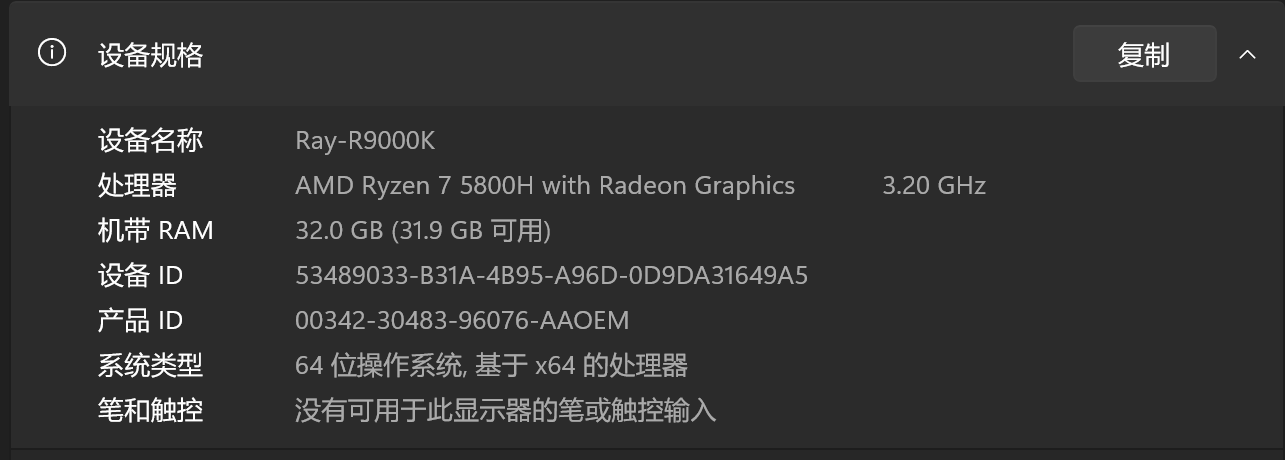 设备规格 复制
设备名称 Ray-R9000K
处理器 AMD Ryzen 7 5800H with Radeon Graphics 3.20 GHz
机带 RAM 32.0 GB (31.9 GB 可用)
设备 ID 53489033-B31A-4B95-A96D-0D9DA31649A5
产品 ID 00342-30483-96076-AAOEM
系统类型 64 位操作系统, 基于 x64 的处理器
笔和触控 没有可用于此显示器的笔或触控输入